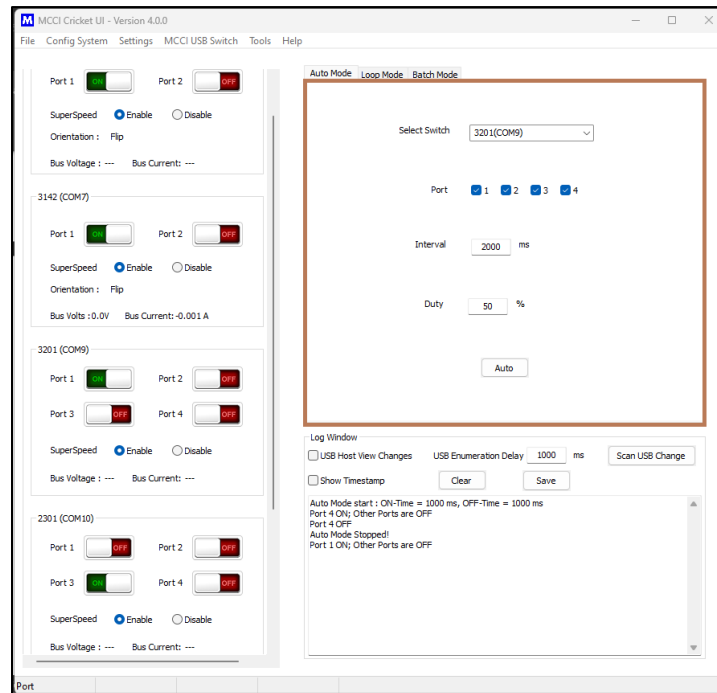 MCCI Cricket UI - Version 4.0.0
File Config System Settings MCCI USB Switch Tools Help
Port 1 ON Port 2 OFF
SuperSpeed Enable Disable
Orientation : Flip
Bus Voltage : --- Bus Current: ---
3142 (COM7)
Port 1 ON Port 2 OFF
SuperSpeed Enable Disable
Orientation : Flip
Bus Volts :0.0V Bus Current:-0.001 A
3201 (COM9)
Port 1 ON Port 2 OFF
Port 3 OFF Port 4 OFF
SuperSpeed Enable Disable
Bus Voltage : --- Bus Current: ---
2301 (COM10)
Port 1 OFF Port 2 OFF
Port 3 ON Port 4 OFF
SuperSpeed Enable Disable
Bus Voltage : --- Bus Current: ---
Auto Mode Loop Mode Batch Mode
Select Switch 3201(COM9)
Port 1 2 3 4
Interval 2000 ms
Duty 50 %
Auto
Log Window
USB Host View Changes USB Enumeration Delay 1000 ms Scan USB Change
Show Timestamp Clear Save
Auto Mode start : ON-Time = 1000 ms, OFF-Time = 1000 ms
Port 4 ON; Other Ports are OFF
Port 4 OFF
Auto Mode Stopped!
Port 1 ON; Other Ports are OFF
Port